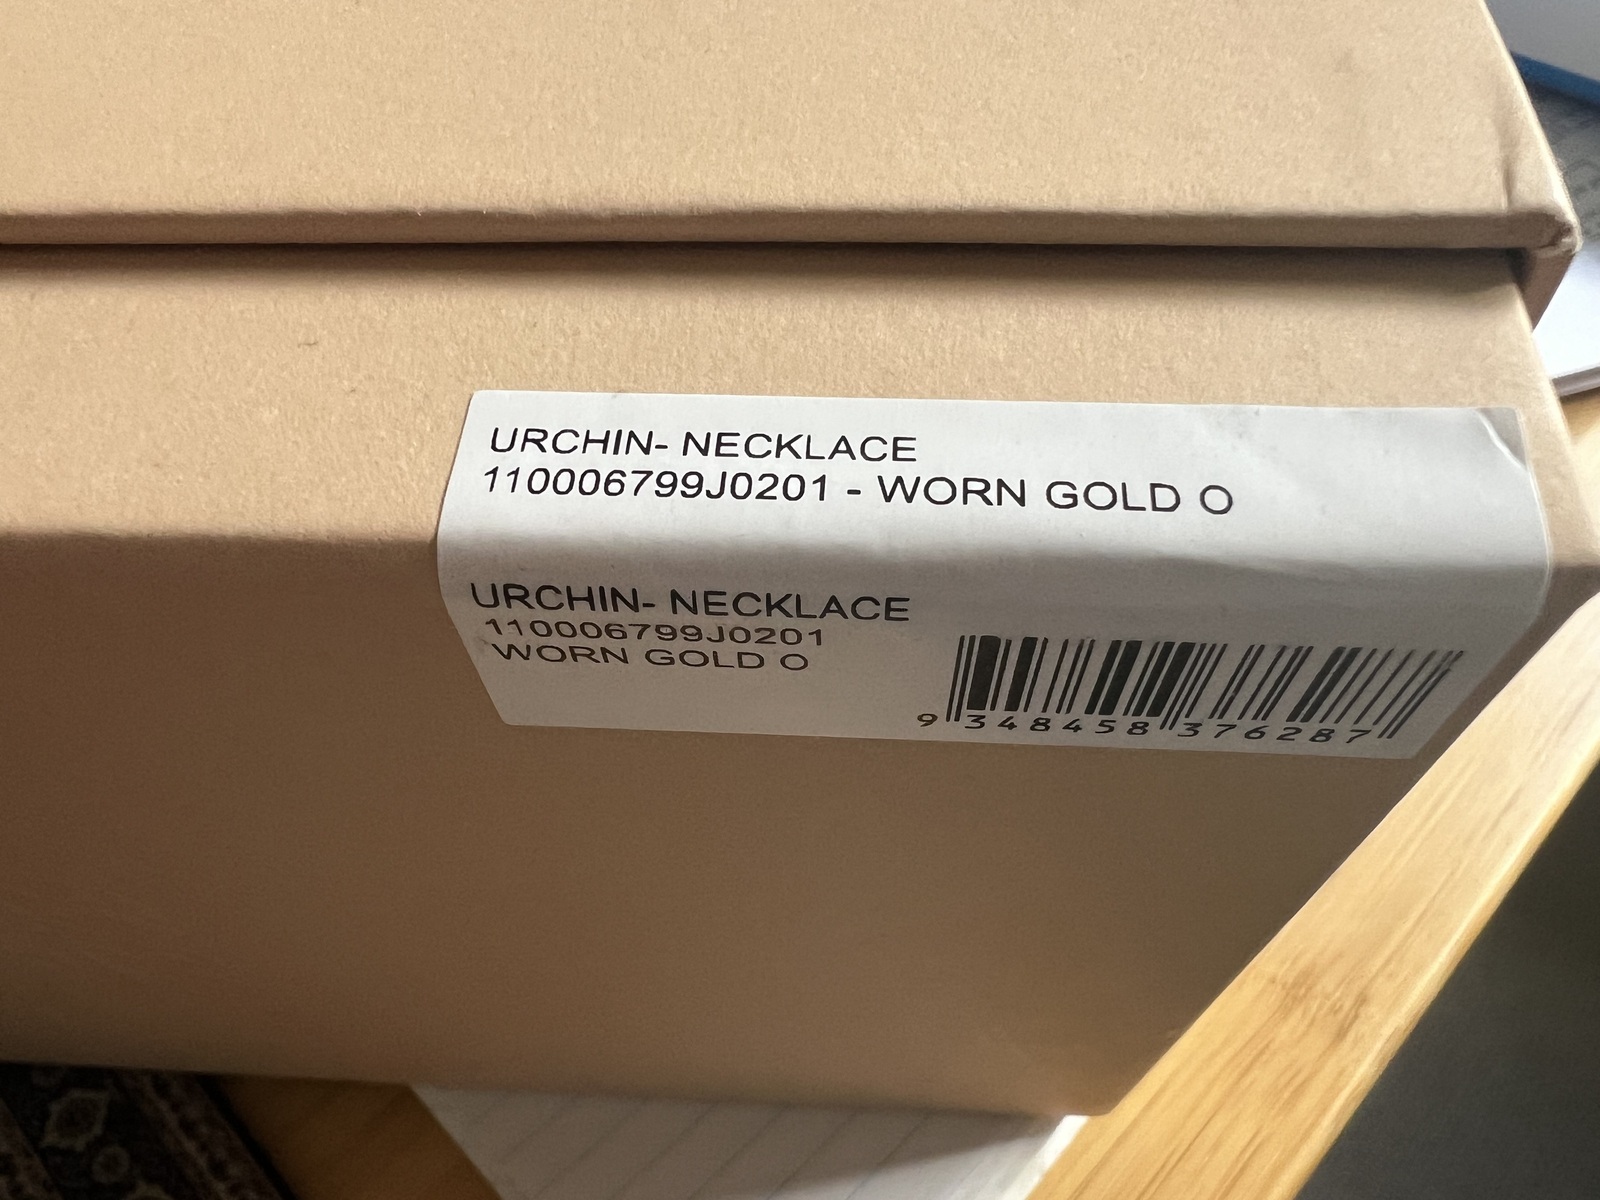 URCHIN- NECKLACE
110006799J0201 - WORN GOLD O
URCHIN- NECKLACE
110006799J0201
WORN GOLD O
9 348458 376287